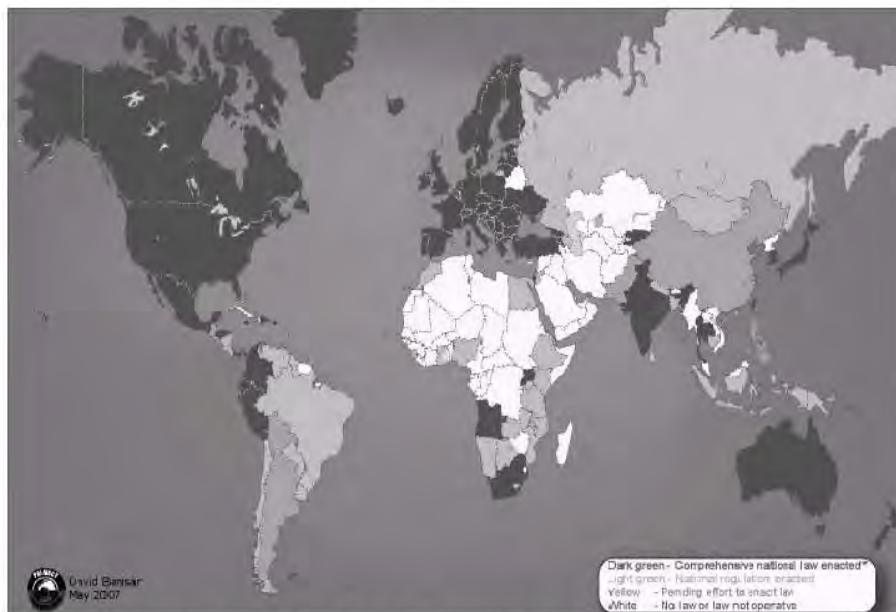 PRIVACY
David Banisar
May 2007
Dark green - Comprehensive national law enacted*
Light green - National regulation enacted
Yellow - Pending effort to enact law
White - No law or law not operative